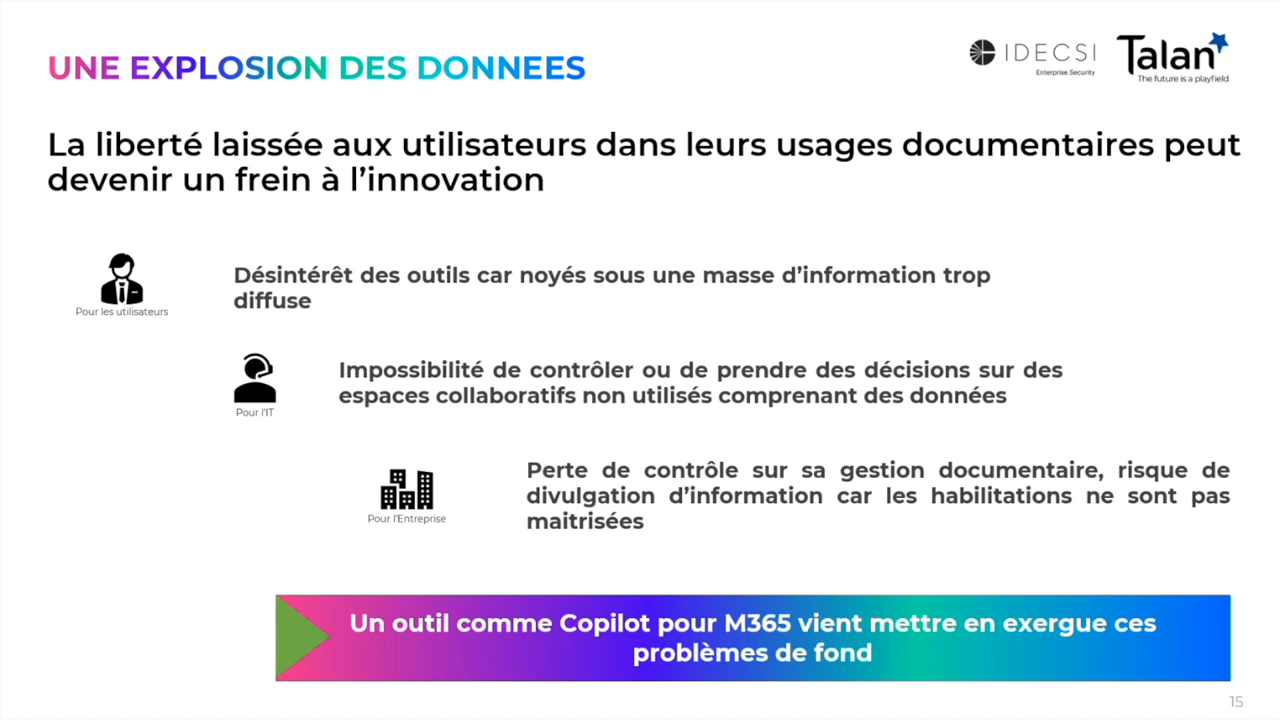 UNE EXPLOSION DES DONNEES
IDECSI
Enterprise Security
Talan
The future is a playfield
La liberté laissée aux utilisateurs dans leurs usages documentaires peut
devenir un frein à l'innovation
Pour les utilisateurs
Désintérêt des outils car noyés sous une masse d'information trop
diffuse
Pour l'IT
Impossibilité de contrôler ou de prendre des décisions sur des
espaces collaboratifs non utilisés comprenant des données
Pour l'Entreprise
Perte de contrôle sur sa gestion documentaire, risque de
divulgation d'information car les habilitations ne sont pas
maitrisées
Un outil comme Copilot pour M365 vient mettre en exergue ces
problèmes de fond
15